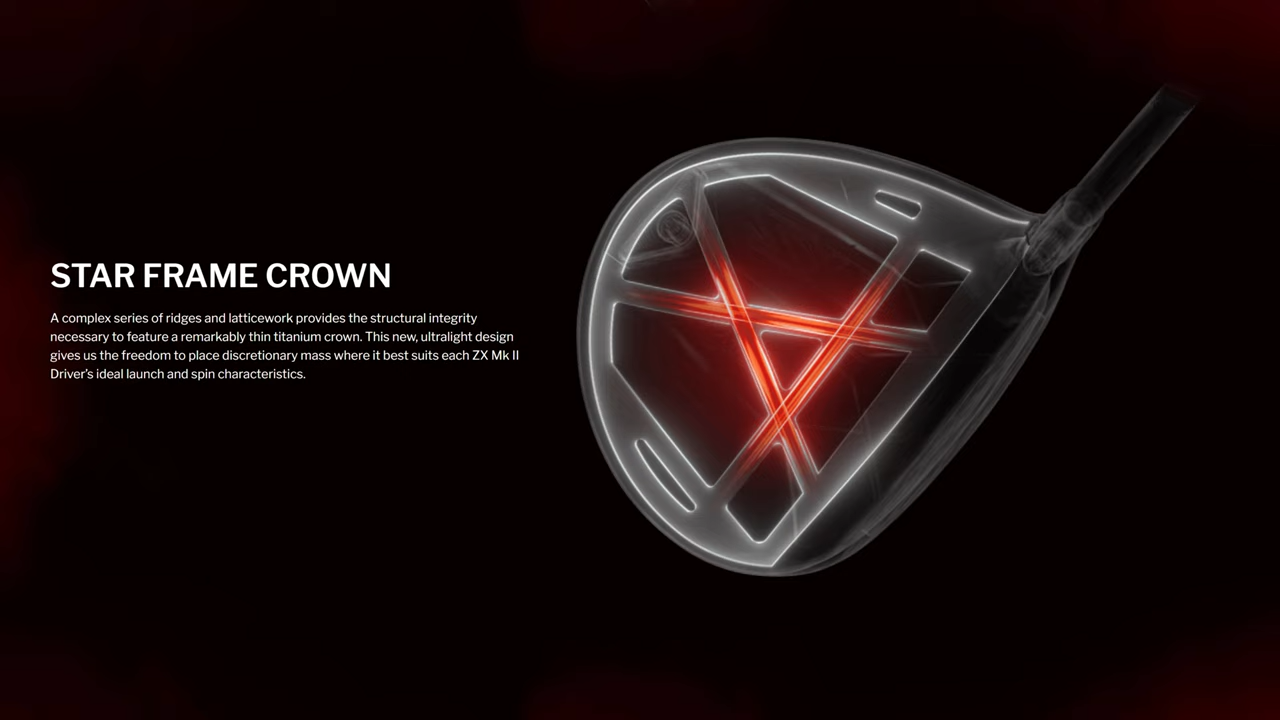 STAR FRAME CROWN
A complex series of ridges and latticework provides the structural integrity
necessary to feature a remarkably thin titanium crown. This new, ultralight design
gives us the freedom to place discretionary mass where it best suits each ZX Mk II
Driver’s ideal launch and spin characteristics.